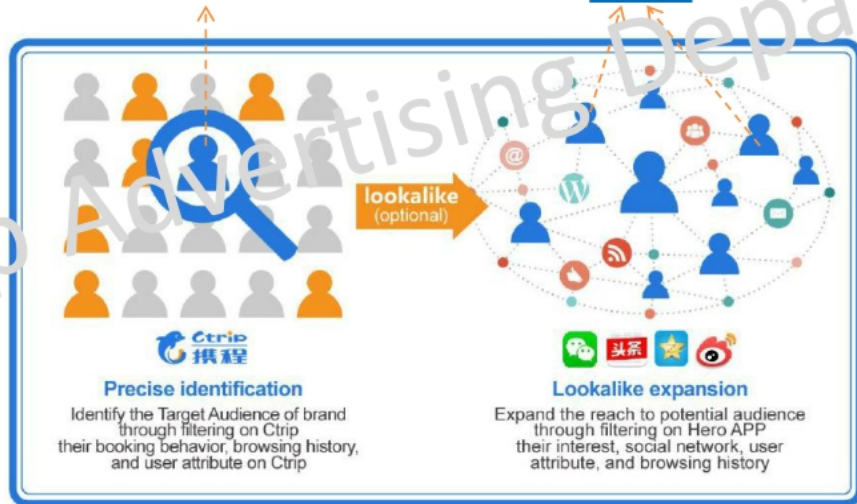 Advertising Depa
@
lookalike
(optional)
Ctrip
携程
头条
Precise identification
Identify the Target Audience of brand
through filtering on Ctrip
their booking behavior, browsing history,
and user attribute on Ctrip
Lookalike expansion
Expand the reach to potential audience
through filtering on Hero APP
their interest, social network, user
attribute, and browsing history